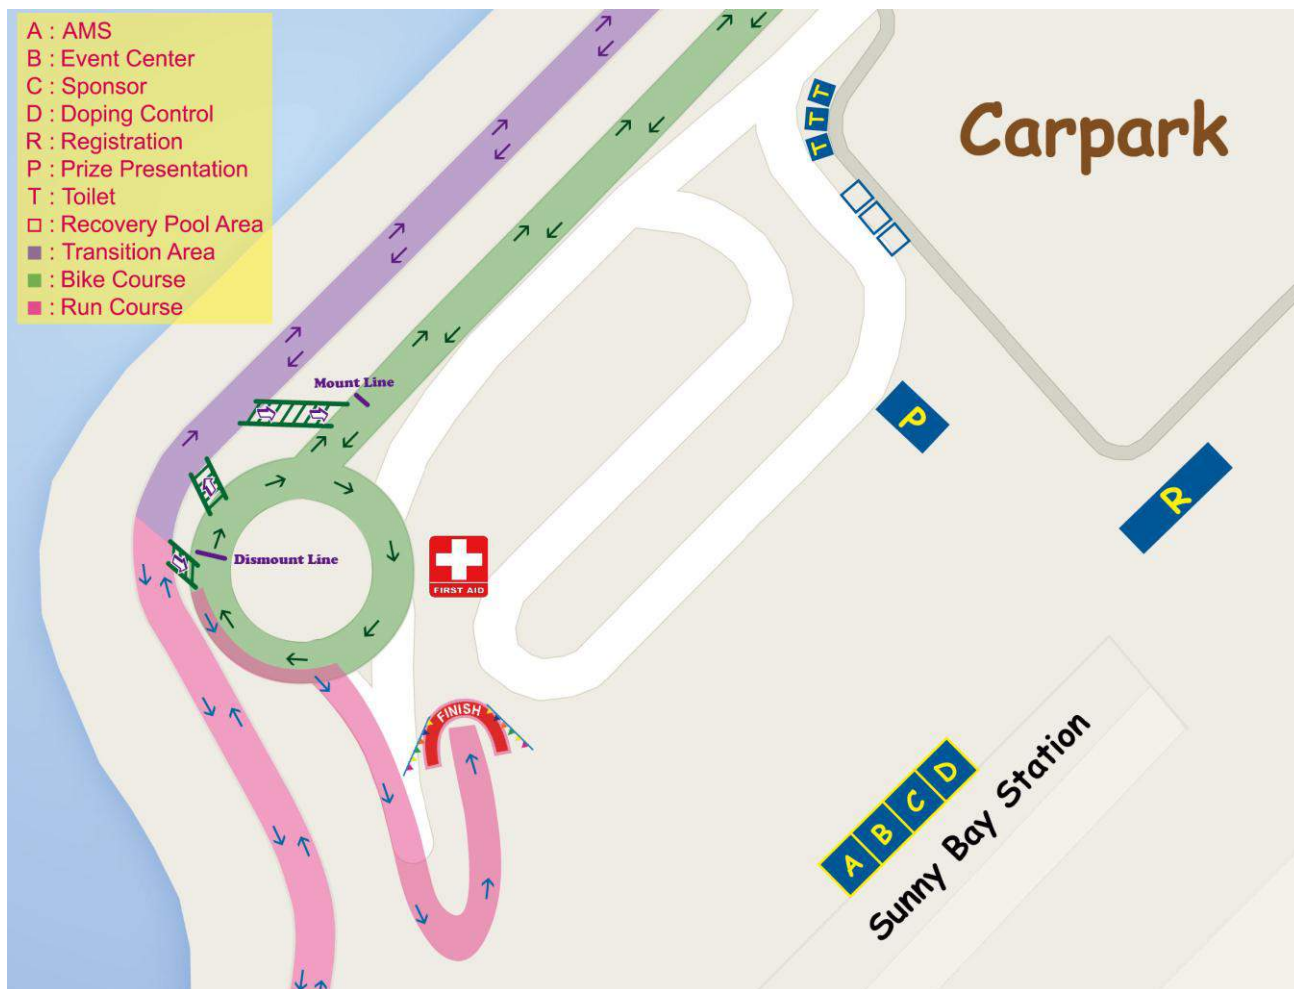 A : AMS
B : Event Center
C : Sponsor
D : Doping Control
R : Registration
P : Prize Presentation
T : Toilet
: Recovery Pool Area
: Transition Area
: Bike Course
: Run Course
T
T
T
Carpark
Mount Line
P
R
Dismount Line
FIRST AID
FINISH
A B C D
Sunny Bay Station